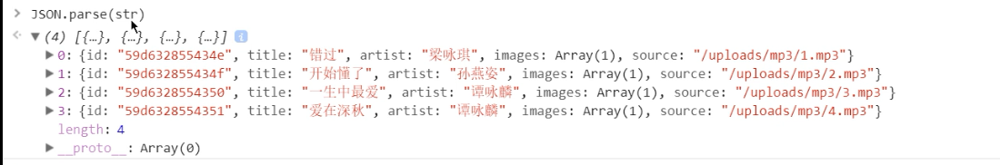 > JSON.parse(str)
▼ (4) [{…}, {…}, {…}, {…}] i
▶ 0: {id: "59d632855434e", title: "错过", artist: "梁咏琪", images: Array(1), source: "/uploads/mp3/1.mp3"}
▶ 1: {id: "59d632855434f", title: "开始懂了", artist: "孙燕姿", images: Array(1), source: "/uploads/mp3/2.mp3"}
▶ 2: {id: "59d6328554350", title: "一生中最爱", artist: "谭咏麟", images: Array(1), source: "/uploads/mp3/3.mp3"}
▶ 3: {id: "59d6328554351", title: "爱在深秋", artist: "谭咏麟", images: Array(1), source: "/uploads/mp3/4.mp3"}
length: 4
▶ __proto__: Array(0)